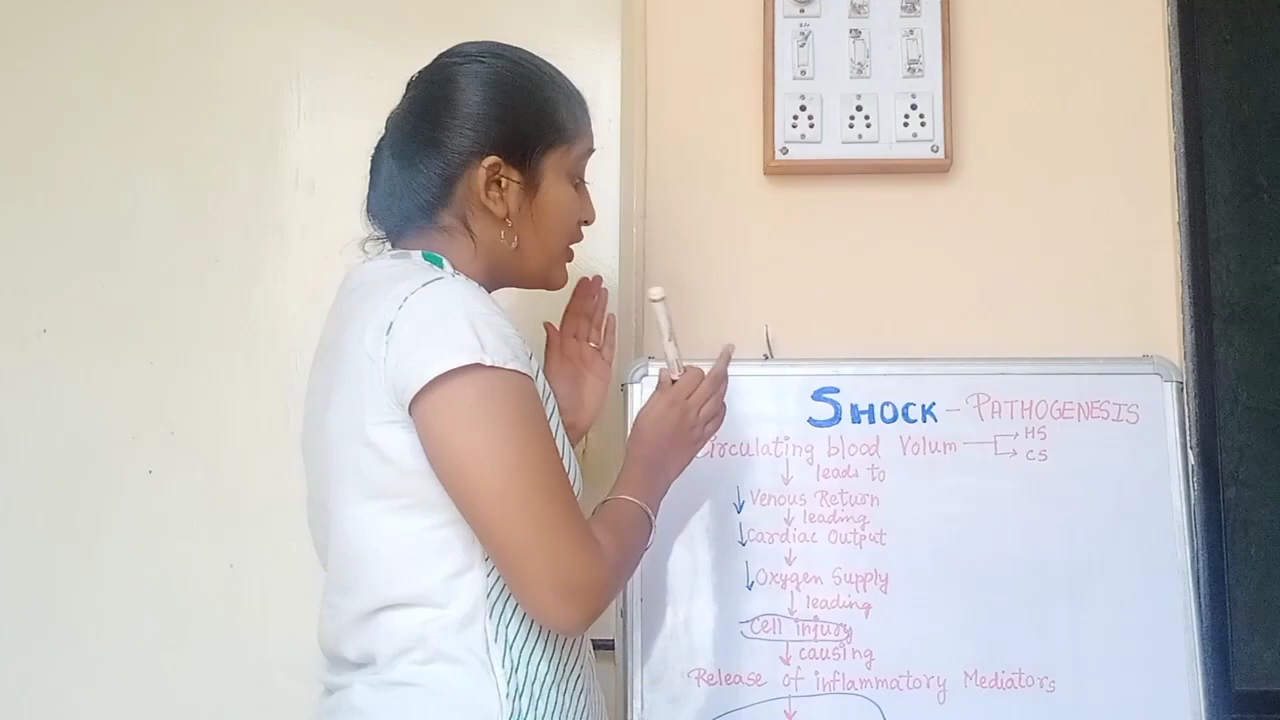 SHOCK - PATHOGENESIS
Circulating blood Volum → HS
→ CS
↓ leads to
↓ Venous Return
↓ leading
↓ Cardiac Output
↓
↓ Oxygen Supply
↓ leading
Cell injury
↓ causing
Release of inflammatory Mediators
↓